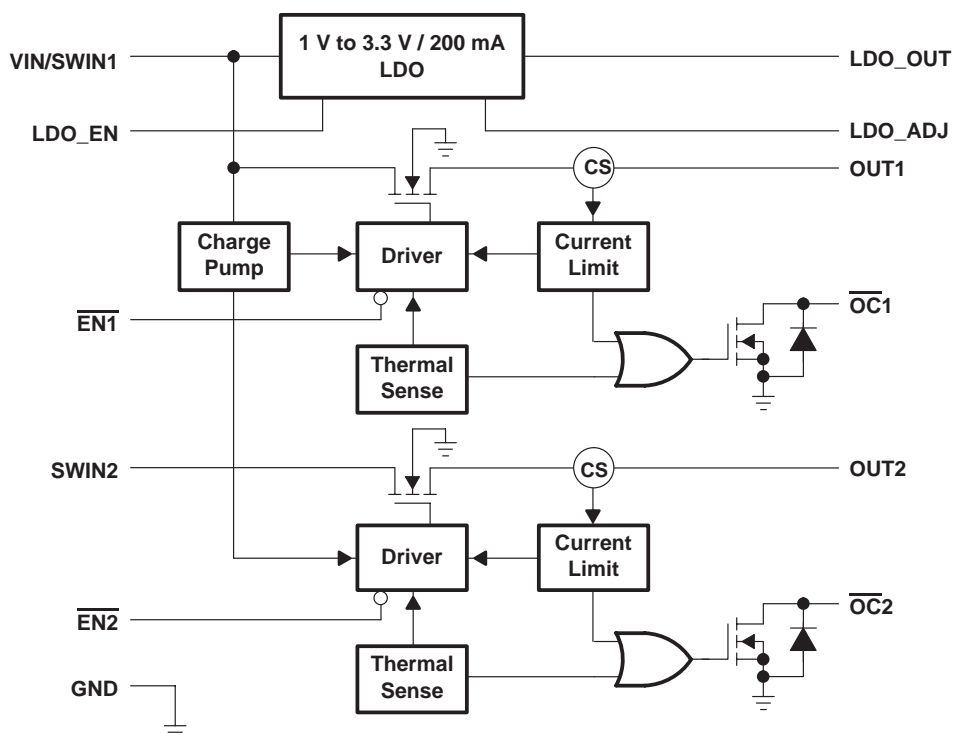 1 V to 3.3 V / 200 mA
LDO
VIN/SWIN1
LDO_OUT
LDO_EN
LDO_ADJ
CS
OUT1
Charge
Pump
Driver
Current
Limit
EN1
OC1
Thermal
Sense
SWIN2
CS
OUT2
Driver
Current
Limit
EN2
OC2
Thermal
Sense
GND